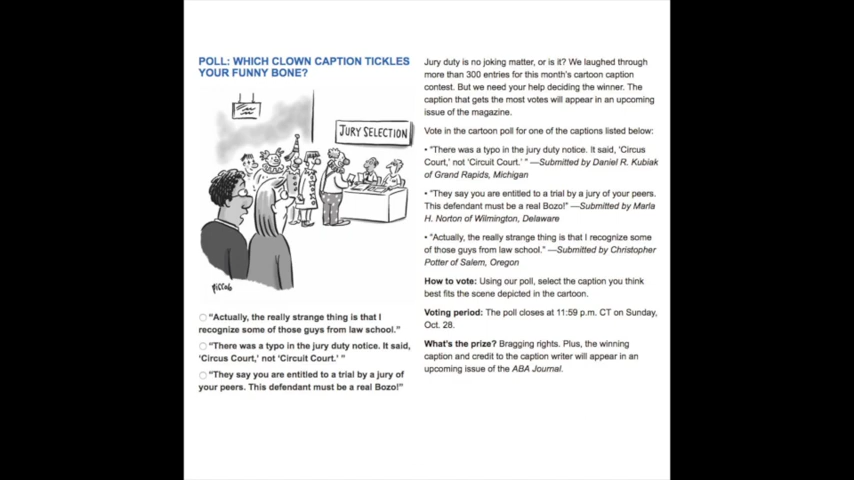 POLL: WHICH CLOWN CAPTION TICKLES
YOUR FUNNY BONE?
JURY SELECTION
"Actually, the really strange thing is that I
recognize some of those guys from law school."
"There was a typo in the jury duty notice. It said,
'Circus Court,' not 'Circuit Court.' "
"They say you are entitled to a trial by a jury of
your peers. This defendant must be a real Bozo!"
Jury duty is no joking matter, or is it? We laughed through
more than 300 entries for this month's cartoon caption
contest. But we need your help deciding the winner. The
caption that gets the most votes will appear in an upcoming
issue of the magazine.
Vote in the cartoon poll for one of the captions listed below:
• "There was a typo in the jury duty notice. It said, 'Circus
Court,' not 'Circuit Court.' " —Submitted by Daniel R. Kubiak
of Grand Rapids, Michigan
• "They say you are entitled to a trial by a jury of your peers.
This defendant must be a real Bozo!" —Submitted by Marla
H. Norton of Wilmington, Delaware
• "Actually, the really strange thing is that I recognize some
of those guys from law school." —Submitted by Christopher
Potter of Salem, Oregon
How to vote: Using our poll, select the caption you think
best fits the scene depicted in the cartoon.
Voting period: The poll closes at 11:59 p.m. CT on Sunday,
Oct. 28.
What's the prize? Bragging rights. Plus, the winning
caption and credit to the caption writer will appear in an
upcoming issue of the ABA Journal.